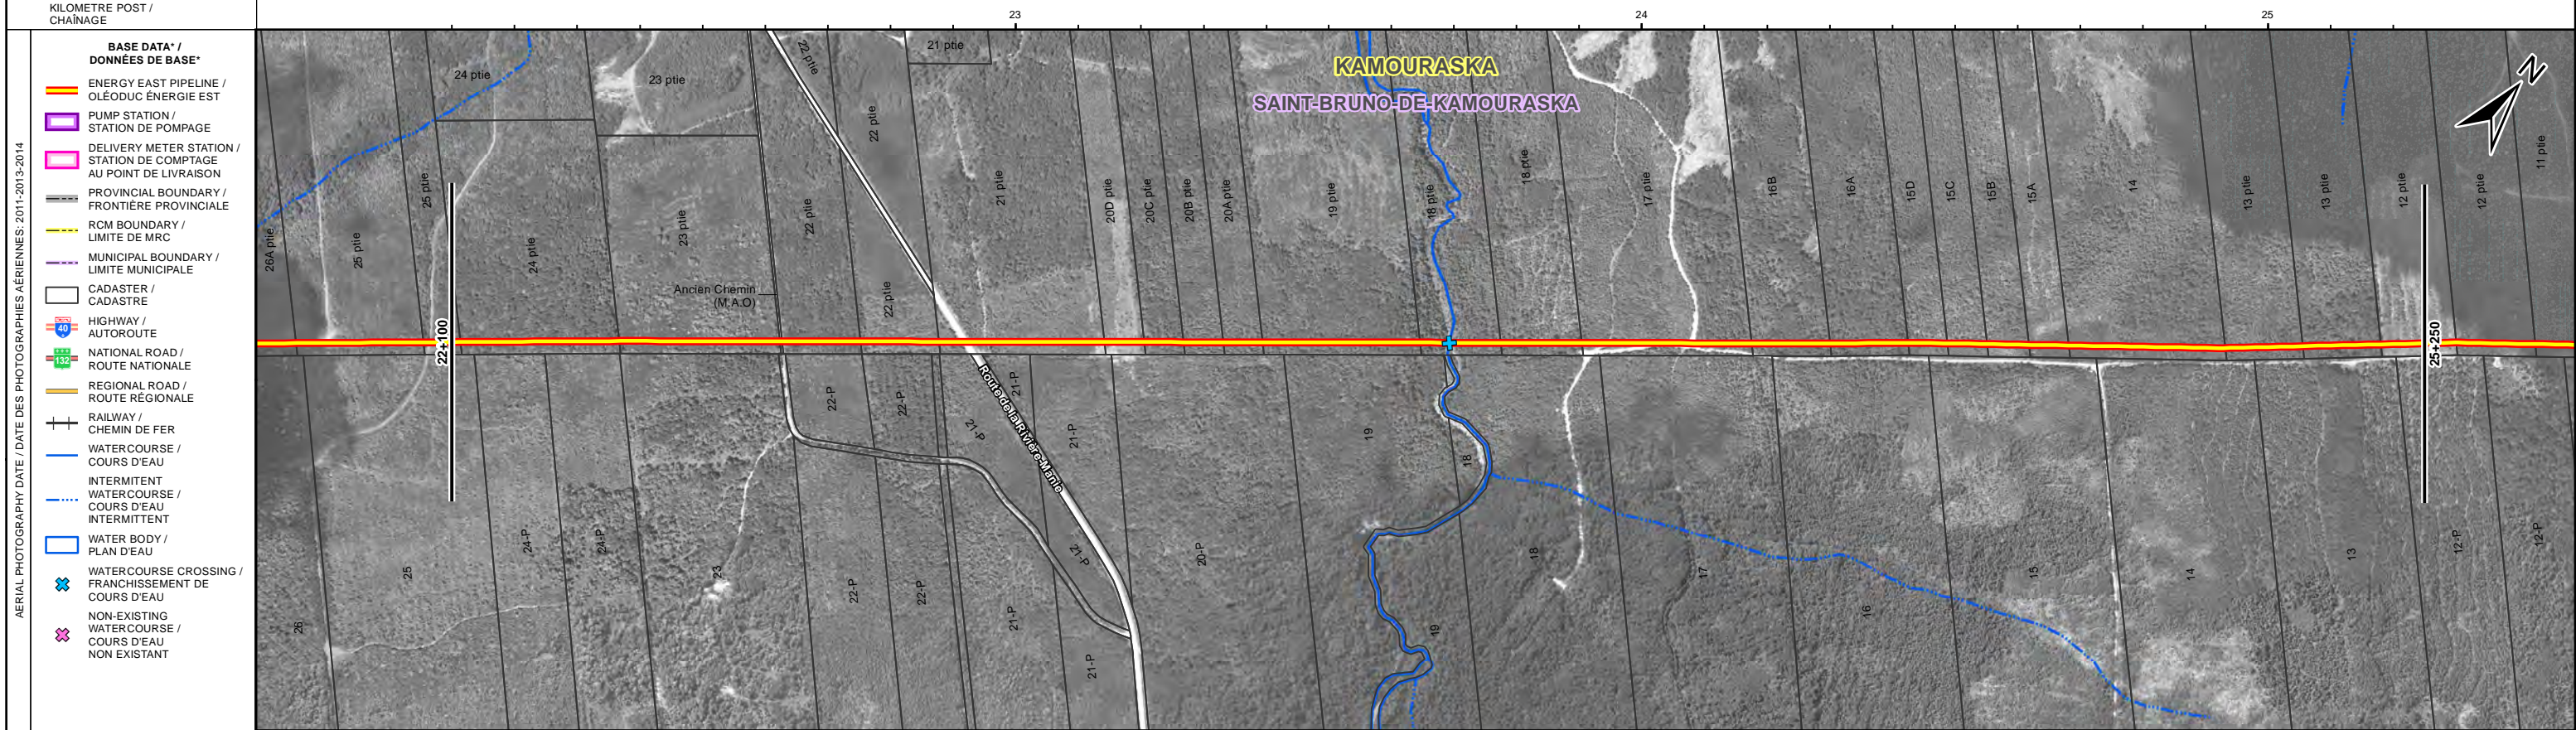 KILOMETRE POST /
CHAÎNAGE
23
24
25
AERIAL PHOTOGRAPHY DATE / DATE DES PHOTOGRAPHIES AÉRIENNES: 2011-2013-2014
BASE DATA* /
DONNÉES DE BASE*
ENERGY EAST PIPELINE /
OLÉODUC ÉNERGIE EST
PUMP STATION /
STATION DE POMPAGE
DELIVERY METER STATION /
STATION DE COMPTAGE
AU POINT DE LIVRAISON
PROVINCIAL BOUNDARY /
FRONTIÈRE PROVINCIALE
RCM BOUNDARY /
LIMITE DE MRC
MUNICIPAL BOUNDARY /
LIMITE MUNICIPALE
CADASTER /
CADASTRE
40
HIGHWAY /
AUTOROUTE
132
NATIONAL ROAD /
ROUTE NATIONALE
REGIONAL ROAD /
ROUTE RÉGIONALE
RAILWAY /
CHEMIN DE FER
WATERCOURSE /
COURS D'EAU
INTERMITENT
WATERCOURSE /
COURS D'EAU
INTERMITTENT
WATER BODY /
PLAN D'EAU
WATERCOURSE CROSSING /
FRANCHISSEMENT DE
COURS D'EAU
NON-EXISTING
WATERCOURSE /
COURS D'EAU
NON EXISTANT
24 ptie
23 ptie
22 ptie
21 ptie
KAMOURASKA
SAINT-BRUNO-DE-KAMOURASKA
N
26A ptie
25 ptie
25 ptie
24 ptie
23 ptie
22 ptie
22 ptie
22 ptie
21 ptie
20D ptie
20C ptie
20B ptie
20A ptie
19 ptie
18 ptie
18 ptie
17 ptie
16B
16A
15D
15C
15B
15A
14
13 ptie
13 ptie
12 ptie
12 ptie
11 ptie
Ancien Chemin
(M.A.O)
22+100
25+250
Route de la Rivière-Manie
22-P
22-P
21-P
21-P
21-P
19
18
26
25
24-P
24-P
23
22-P
22-P
21-P
21-P
21-P
20-P
19
18
17
16
15
14
13
12-P
12-P